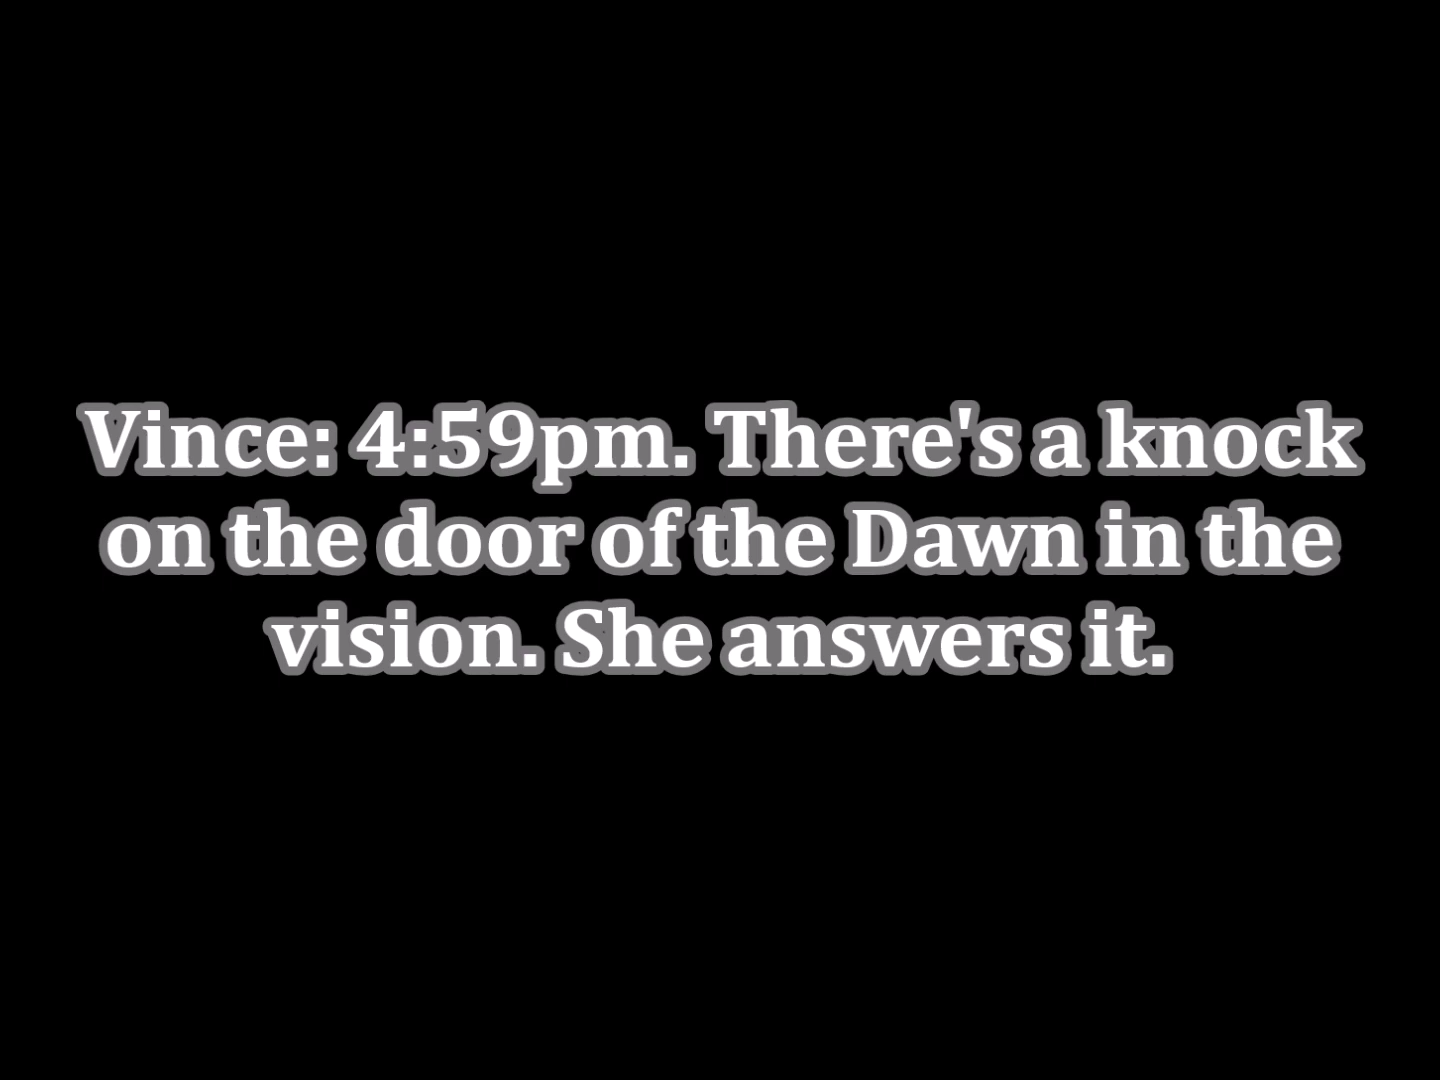 Vince: 4:59pm. There's a knock
on the door of the Dawn in the
vision. She answers it.